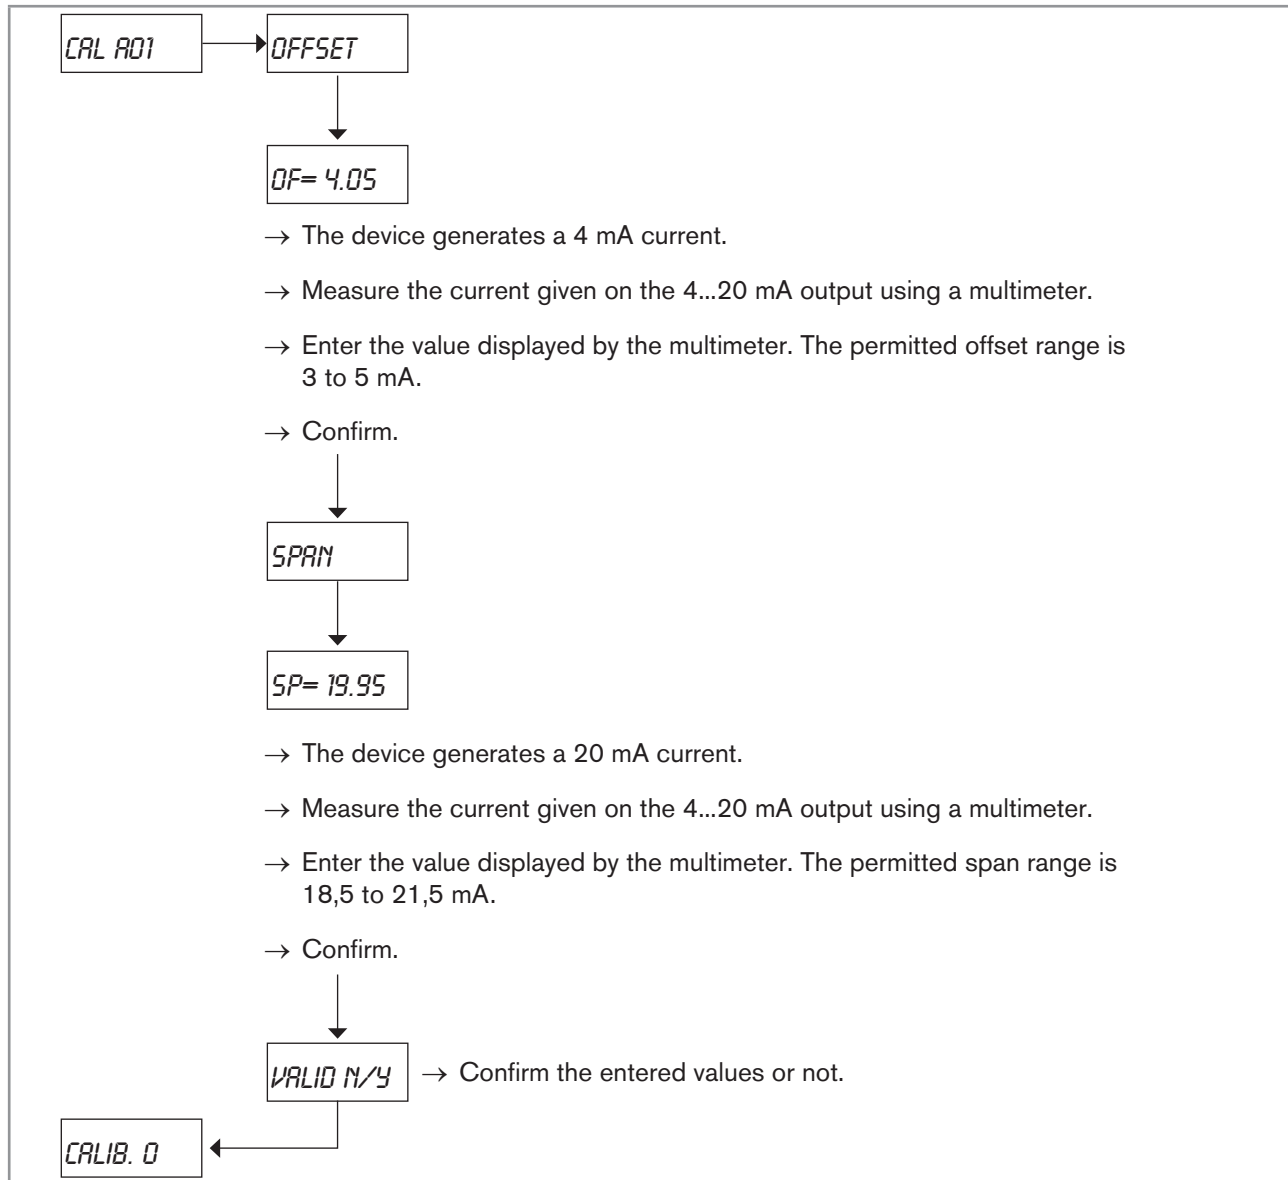 CAL AO1
OFFSET
OF= 4.05
→ The device generates a 4 mA current.
→ Measure the current given on the 4...20 mA output using a multimeter.
→ Enter the value displayed by the multimeter. The permitted offset range is
3 to 5 mA.
→ Confirm.
SPAN
SP= 19.95
→ The device generates a 20 mA current.
→ Measure the current given on the 4...20 mA output using a multimeter.
→ Enter the value displayed by the multimeter. The permitted span range is
18,5 to 21,5 mA.
→ Confirm.
VALID N/Y → Confirm the entered values or not.
CALIB. O